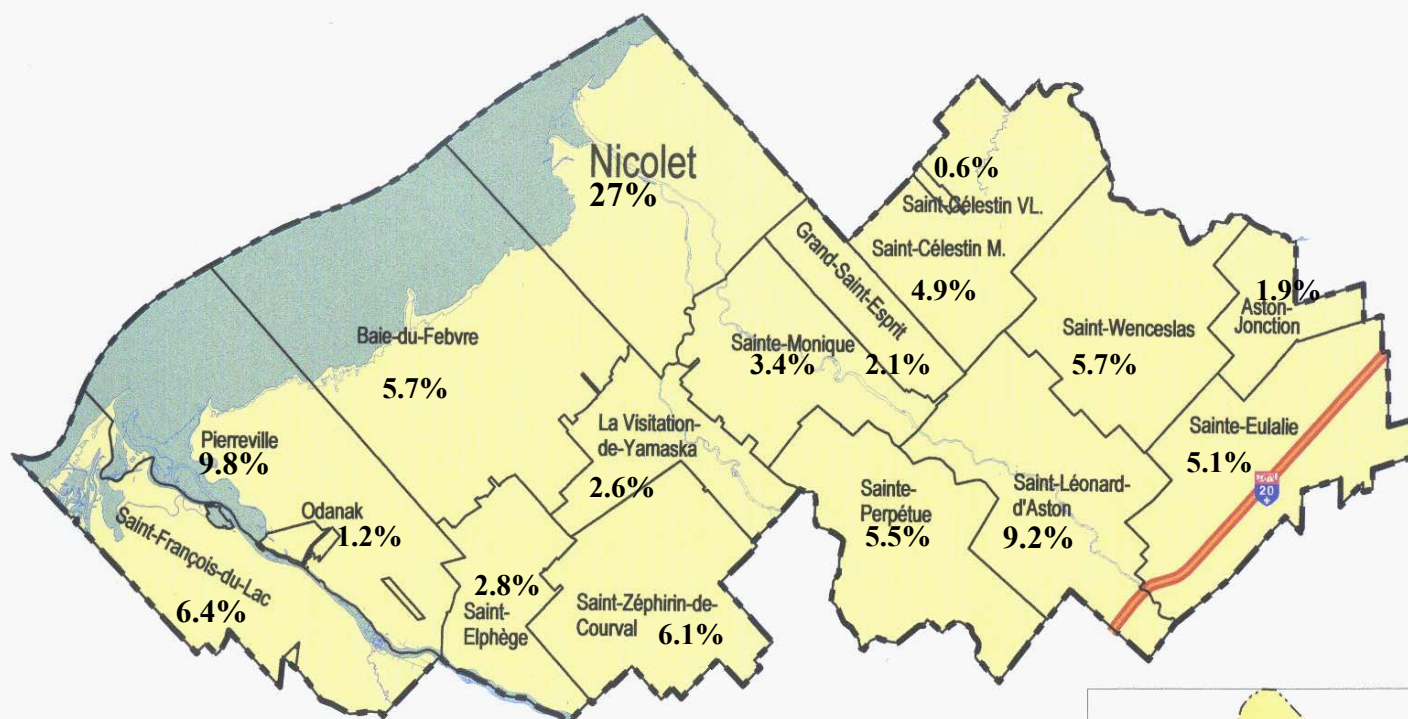 Nicolet
27%
0.6%
Saint-Célestin VL.
Saint-Célestin M.
4.9%
Grand-Saint-Esprit
2.1%
Baie-du-Febvre
5.7%
Sainte-Monique
3.4%
Saint-Wenceslas
5.7%
1.9%
Aston-
Jonction
La Visitation-
de-Yamaska
2.6%
Sainte-Eulalie
5.1%
20
Pierreville
9.8%
Odanak
1.2%
Sainte-
Perpétue
5.5%
Saint-Léonard-
d'Aston
9.2%
Saint-François-du-Lac
6.4%
2.8%
Saint-
Elphège
Saint-Zéphirin-de-
Courval
6.1%